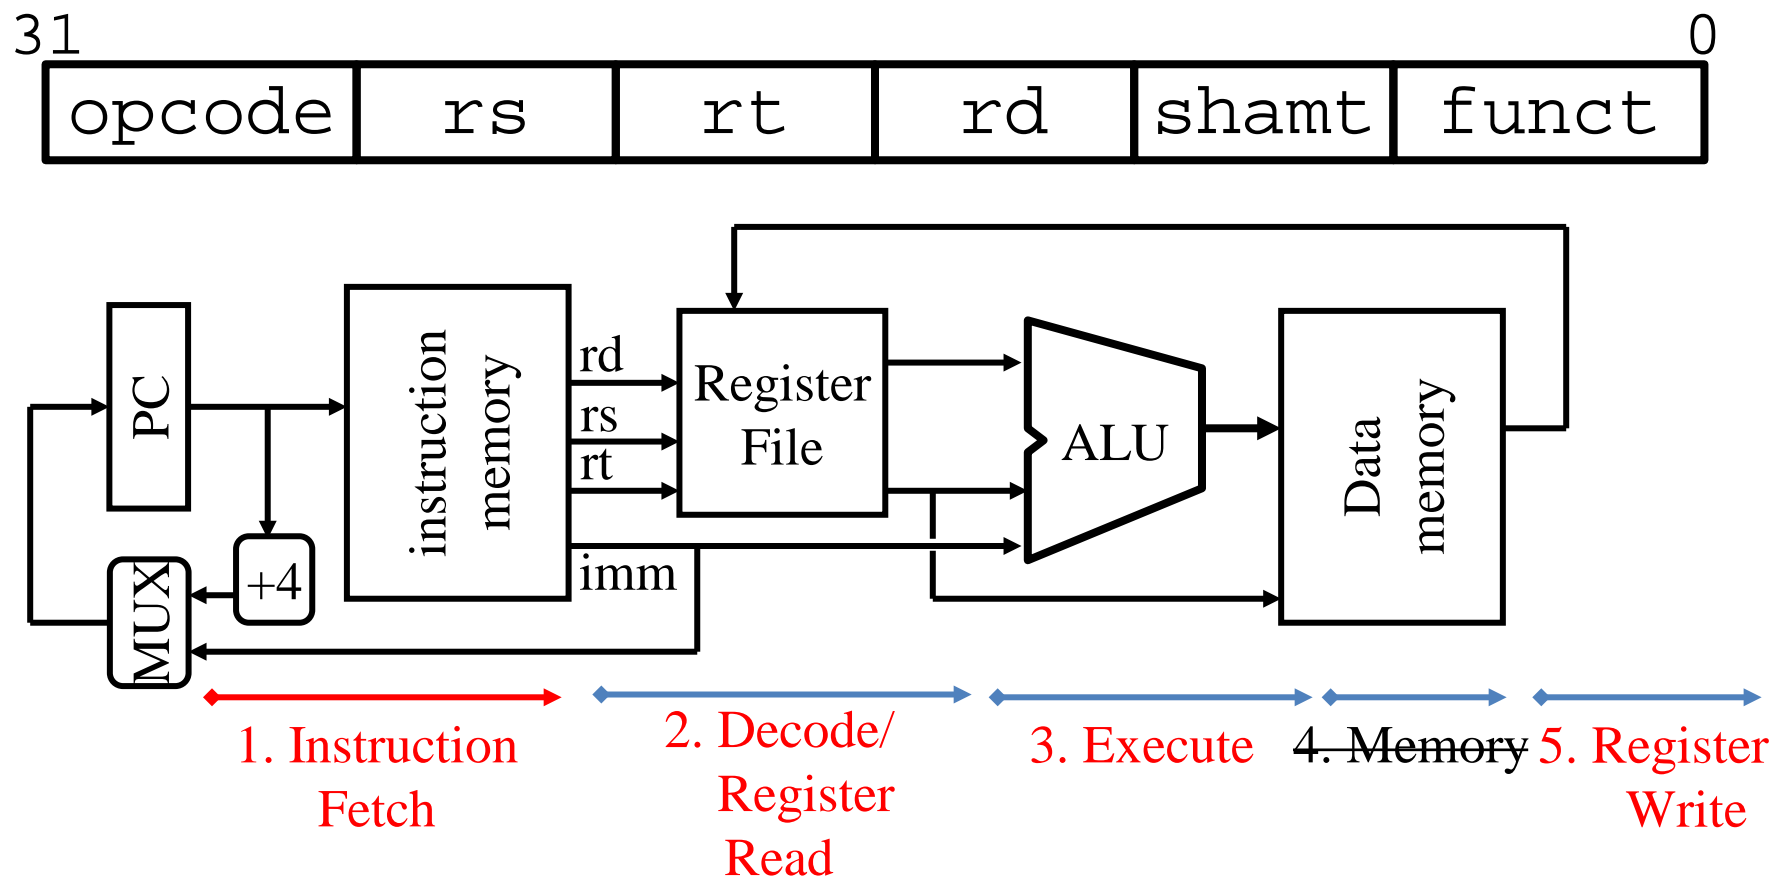 31 0
opcode rs rt rd shamt funct
PC
+4
MUX
instruction
memory
rd
rs
rt
imm
Register
File
ALU
Data
memory
1. Instruction
Fetch
2. Decode/
Register
Read
3. Execute
4. Memory
5. Register
Write